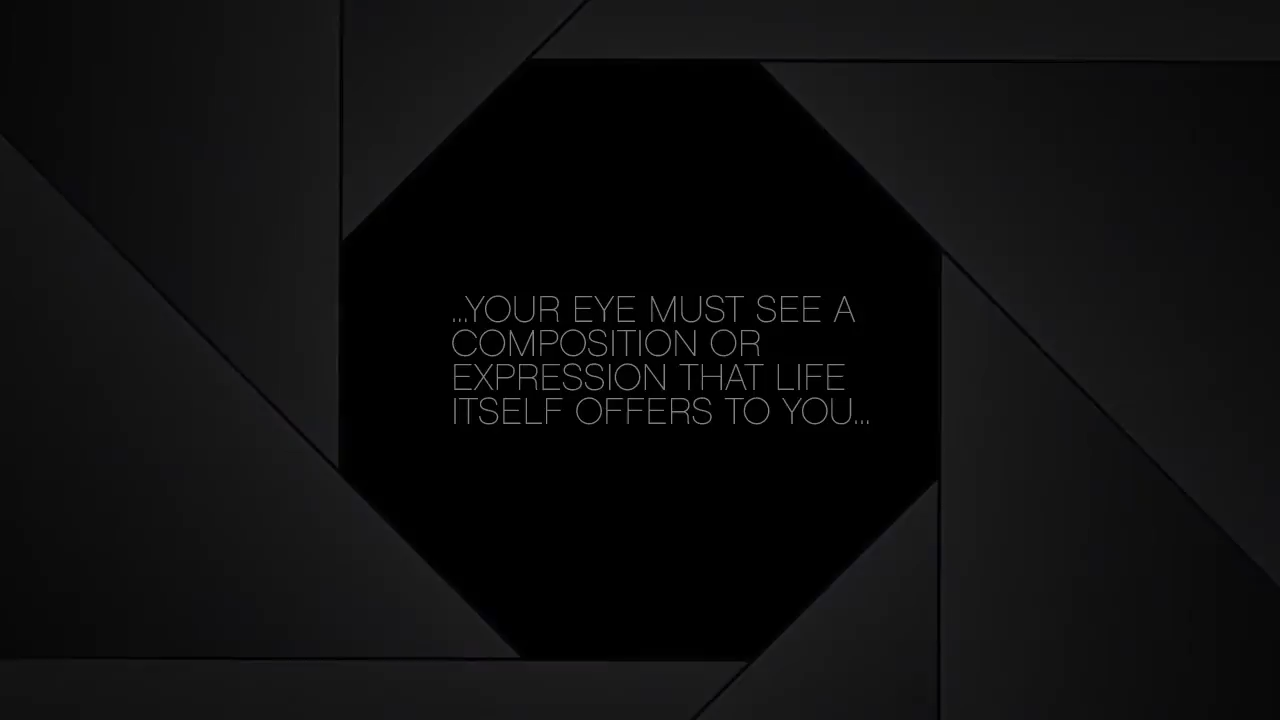 ...YOUR EYE MUST SEE A
COMPOSITION OR
EXPRESSION THAT LIFE
ITSELF OFFERS TO YOU...